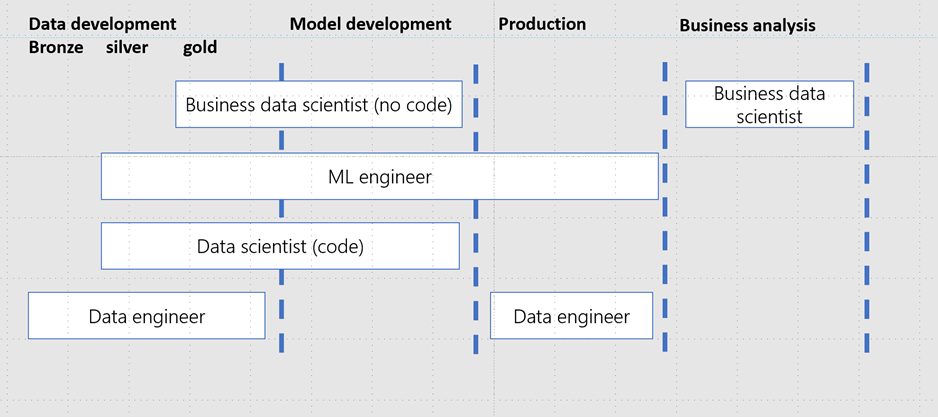 Data development
Model development
Production
Business analysis
Bronze silver gold
Business data scientist (no code)
Business data
scientist
ML engineer
Data scientist (code)
Data engineer
Data engineer